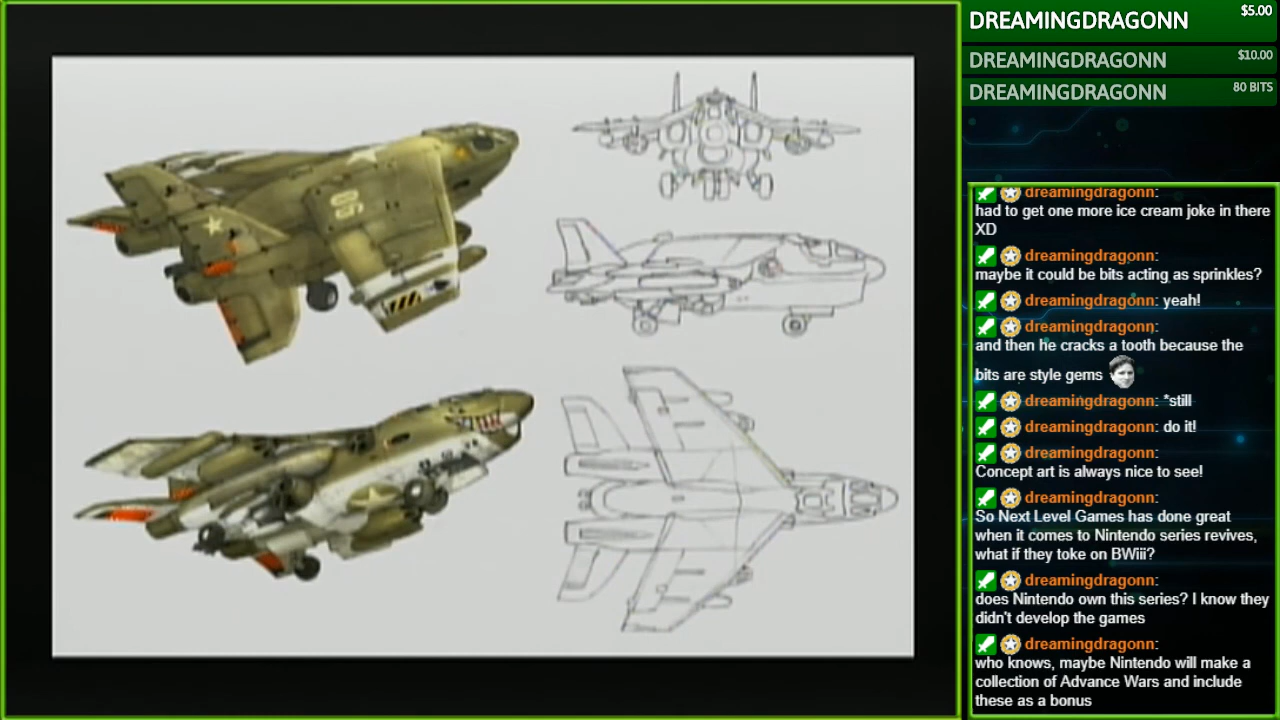 DREAMINGDRAGONN $5.00
DREAMINGDRAGONN $10.00
DREAMINGDRAGONN 80 BITS
dreamingdragonn:
had to get one more ice cream joke in there
XD
dreamingdragonn:
maybe it could be bits acting as sprinkles?
dreamingdragonn: yeah!
dreamingdragonn:
and then he cracks a tooth because the
bits are style gems
dreamingdragonn: *still
dreamingdragonn: do it!
dreamingdragonn:
Concept art is always nice to see!
dreamingdragonn:
So Next Level Games has done great
when it comes to Nintendo series revives,
what if they toke on BWiii?
dreamingdragonn:
does Nintendo own this series? I know they
didn't develop the games
dreamingdragonn:
who knows, maybe Nintendo will make a
collection of Advance Wars and include
these as a bonus